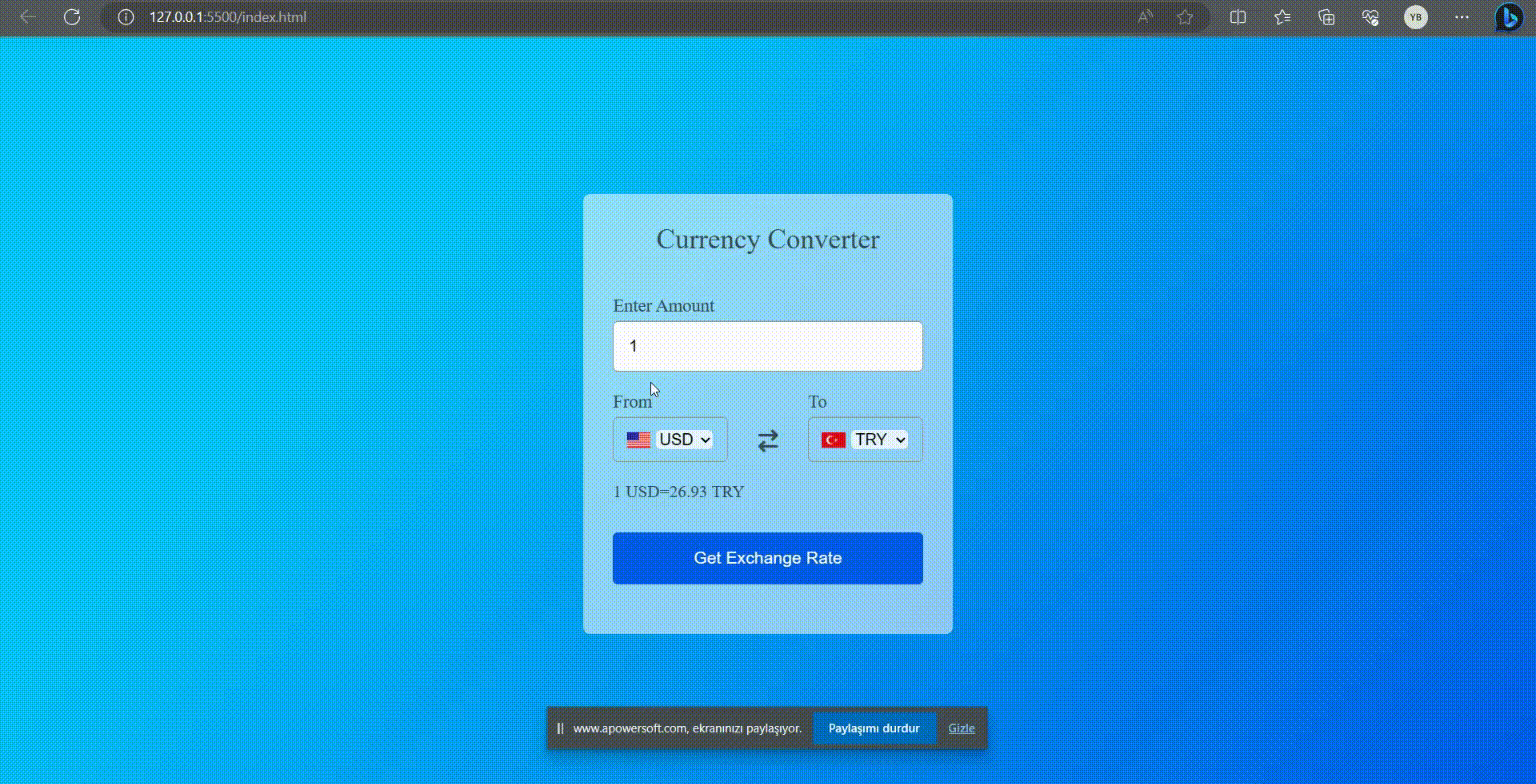 127.0.0.1:5500/index.html
YB
Currency Converter
Enter Amount
1
From To
USD TRY
1 USD=26.93 TRY
Get Exchange Rate
www.apowersoft.com, ekranınızı paylaşıyor. Paylaşımı durdur Gizle